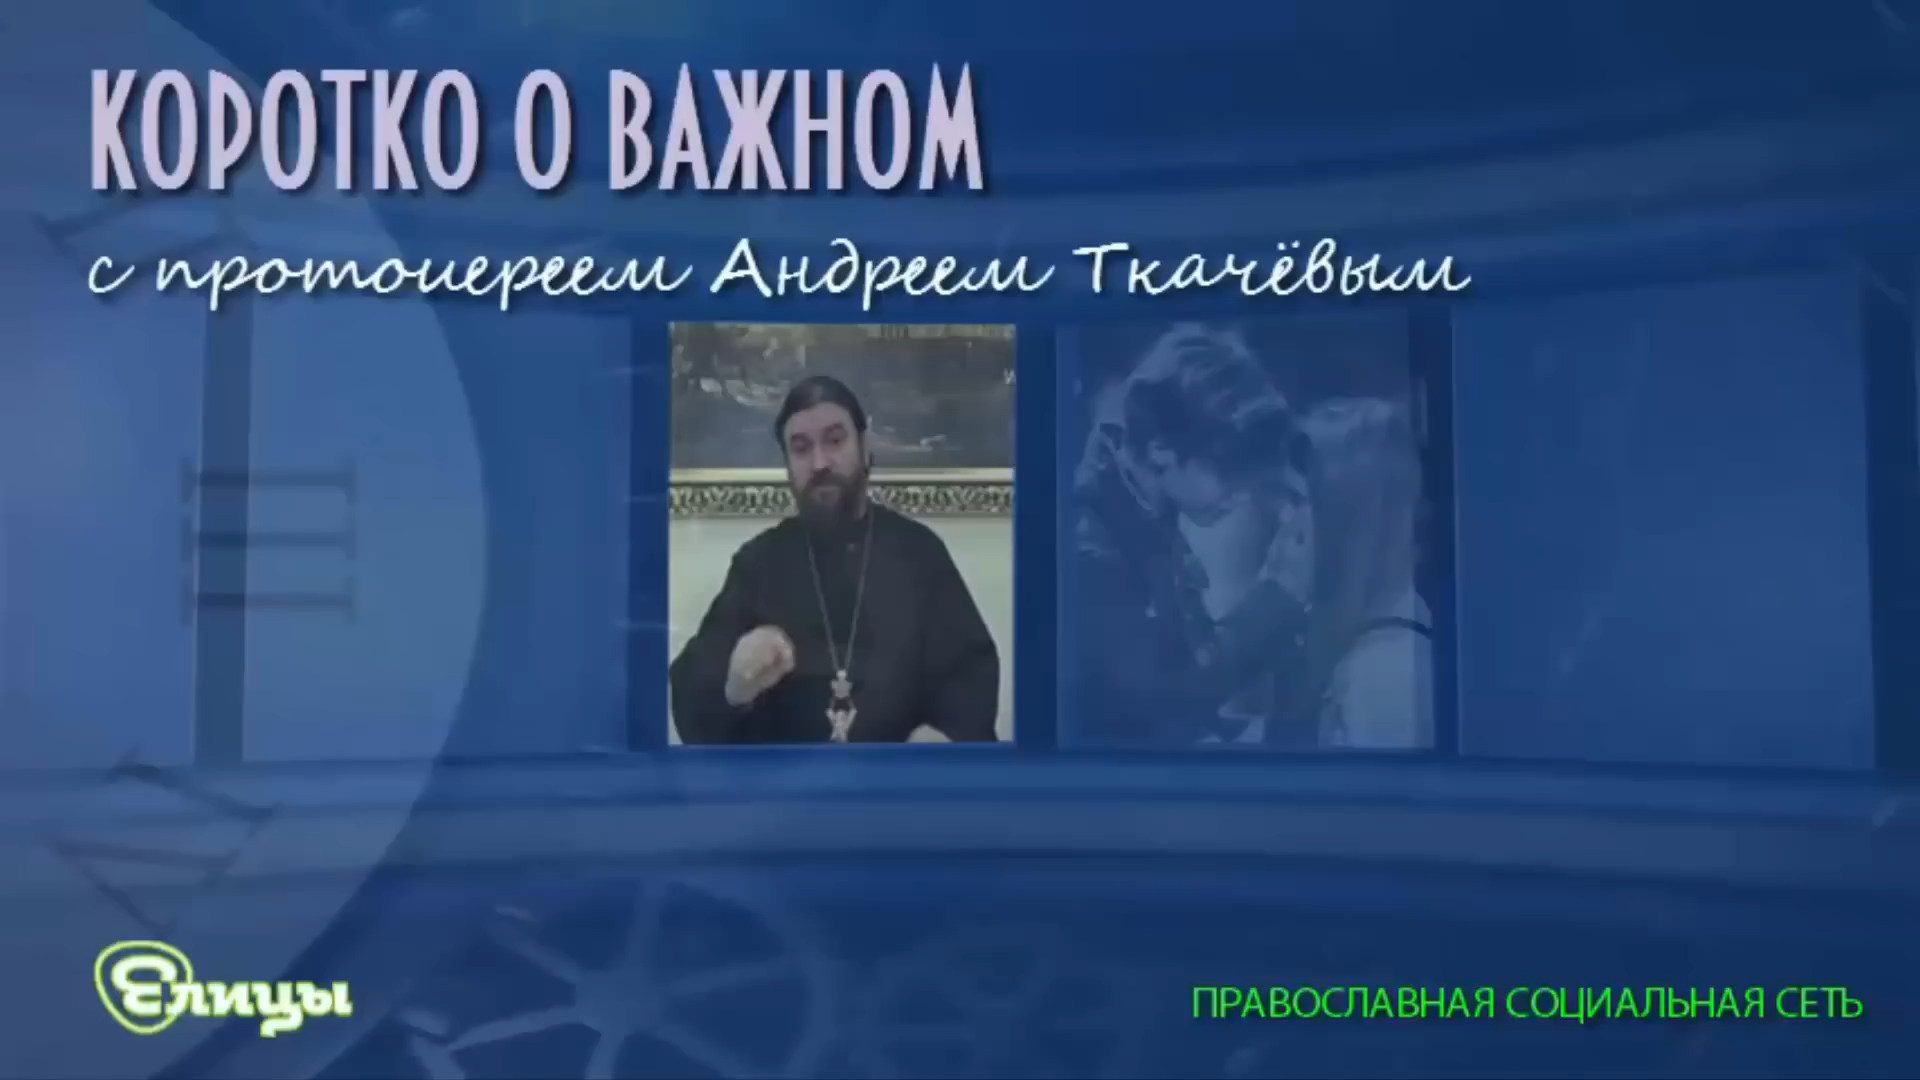 КОРОТКО О ВАЖНОМ
с протоиереем Андреем Ткачёвым
Елицы
ПРАВОСЛАВНАЯ СОЦИАЛЬНАЯ СЕТЬ